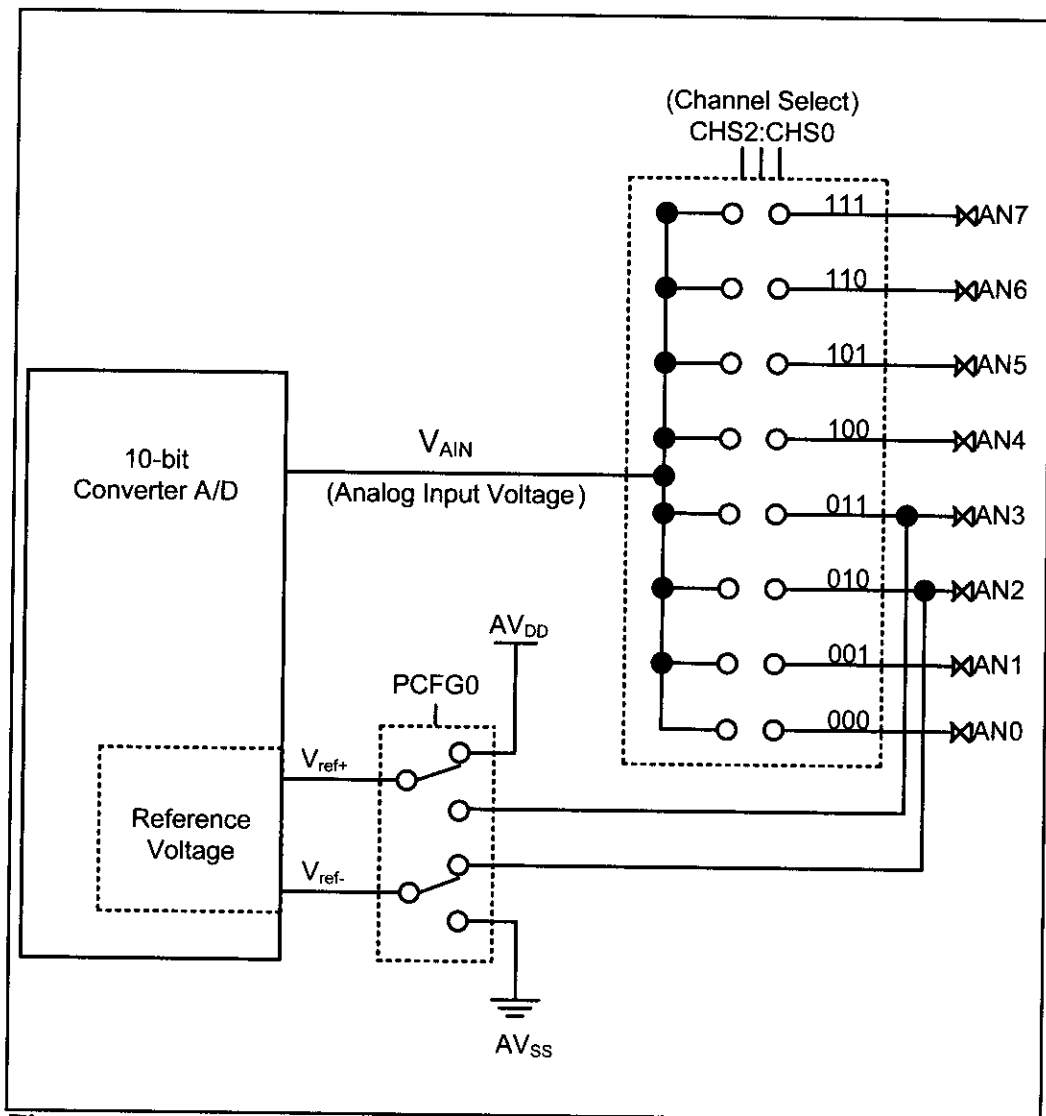 (Channel Select)
CHS2:CHS0
111 AN7
110 AN6
101 AN5
100 AN4
011 AN3
010 AN2
001 AN1
000 AN0
10-bit
Converter A/D
VAIN
(Analog Input Voltage)
AVDD
PCFG0
Vref+
Reference
Voltage
Vref-
AVSS